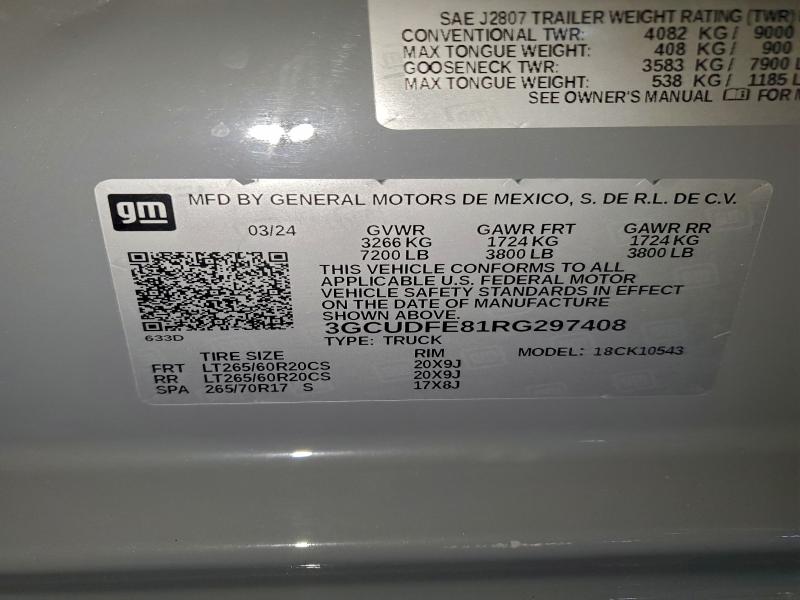 SAE J2807 TRAILER WEIGHT RATING (TWR)
CONVENTIONAL TWR: 4082 KG / 9000
MAX TONGUE WEIGHT: 408 KG / 900
GOOSENECK TWR: 3583 KG / 7900 L
MAX TONGUE WEIGHT: 538 KG / 1185 L
SEE OWNER'S MANUAL FOR M
gm
MFD BY GENERAL MOTORS DE MEXICO, S. DE R.L. DE C.V.
03/24 GVWR GAWR FRT GAWR RR
3266 KG 1724 KG 1724 KG
7200 LB 3800 LB 3800 LB
THIS VEHICLE CONFORMS TO ALL
APPLICABLE U.S. FEDERAL MOTOR
VEHICLE SAFETY STANDARDS IN EFFECT
ON THE DATE OF MANUFACTURE
SHOWN ABOVE.
3GCUDFE81RG297408
633D
TYPE: TRUCK MODEL: 18CK10543
TIRE SIZE RIM
FRT LT265/60R20CS 20X9J
RR LT265/60R20CS 20X9J
SPA 265/70R17 S 17X8J